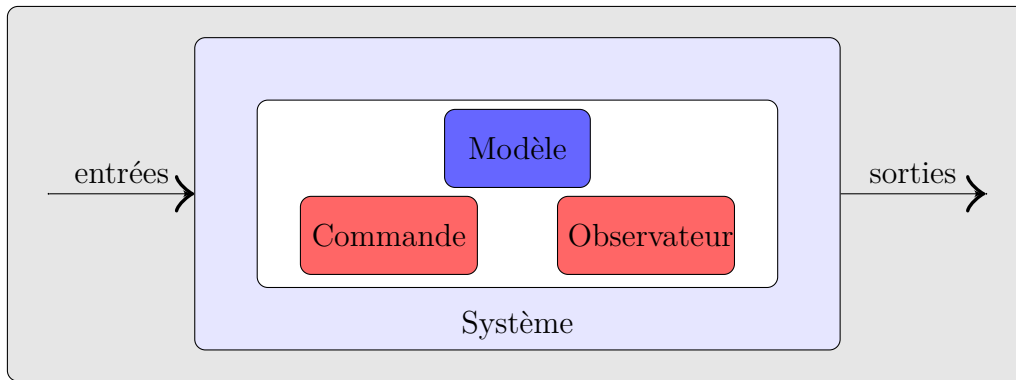 Modèle
entrées
sorties
Commande
Observateur
Système